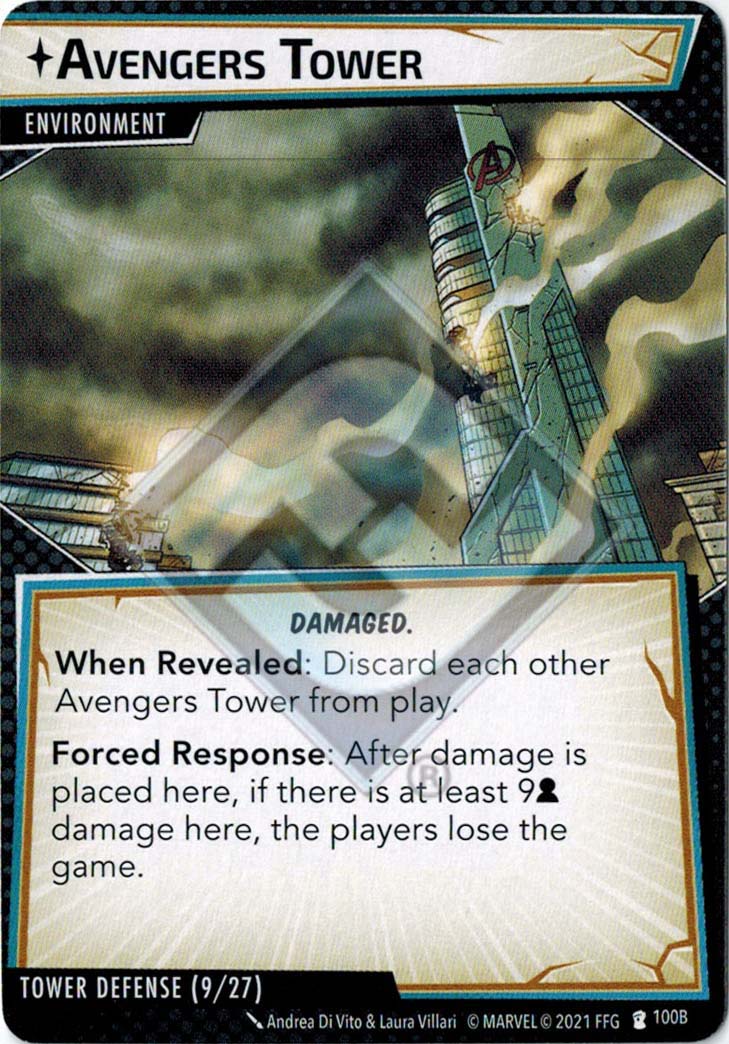 AVENGERS TOWER
ENVIRONMENT
DAMAGED.
When Revealed: Discard each other
Avengers Tower from play.
Forced Response: After damage is
placed here, if there is at least 9
damage here, the players lose the
game.
TOWER DEFENSE (9/27)
Andrea Di Vito & Laura Villari © MARVEL © 2021 FFG 100B
®